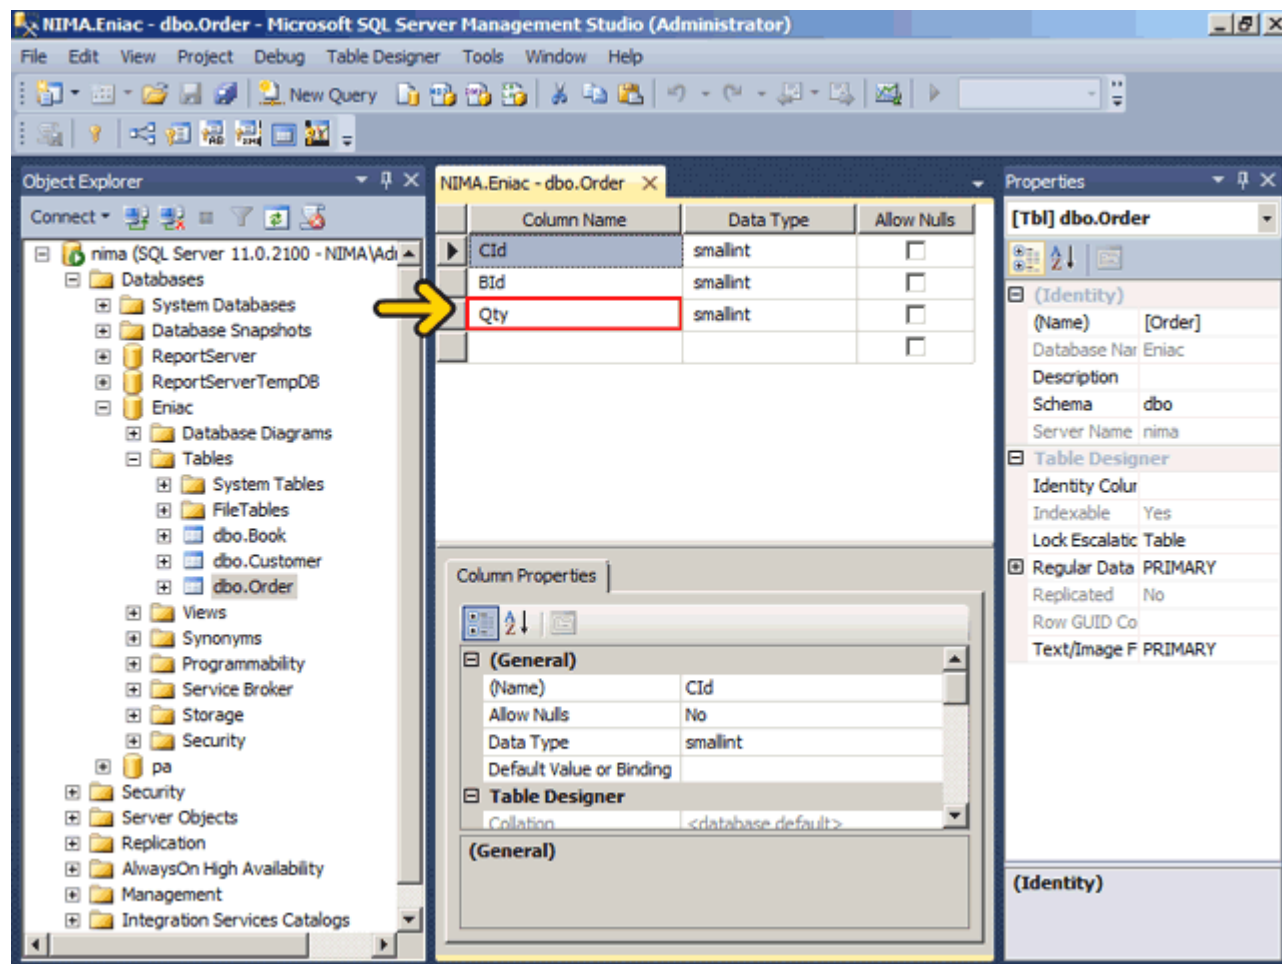 NIMA.Eniac - dbo.Order - Microsoft SQL Server Management Studio (Administrator)
File Edit View Project Debug Table Designer Tools Window Help
New Query
Object Explorer
Connect
nima (SQL Server 11.0.2100 - NIMA\Adi
Databases
System Databases
Database Snapshots
ReportServer
ReportServerTempDB
Eniac
Database Diagrams
Tables
System Tables
FileTables
dbo.Book
dbo.Customer
dbo.Order
Views
Synonyms
Programmability
Service Broker
Storage
Security
pa
Security
Server Objects
Replication
AlwaysOn High Availability
Management
Integration Services Catalogs
NIMA.Eniac - dbo.Order
Column Name Data Type Allow Nulls
CId smallint
BId smallint
Qty smallint
Column Properties
(General)
(Name) CId
Allow Nulls No
Data Type smallint
Default Value or Binding
Table Designer
Collation <database default>
(General)
Properties
[Tbl] dbo.Order
(Identity)
(Name) [Order]
Database Nar Eniac
Description
Schema dbo
Server Name nima
Table Designer
Identity Colur
Indexable Yes
Lock Escalatic Table
Regular Data PRIMARY
Replicated No
Row GUID Co
Text/Image F PRIMARY
(Identity)